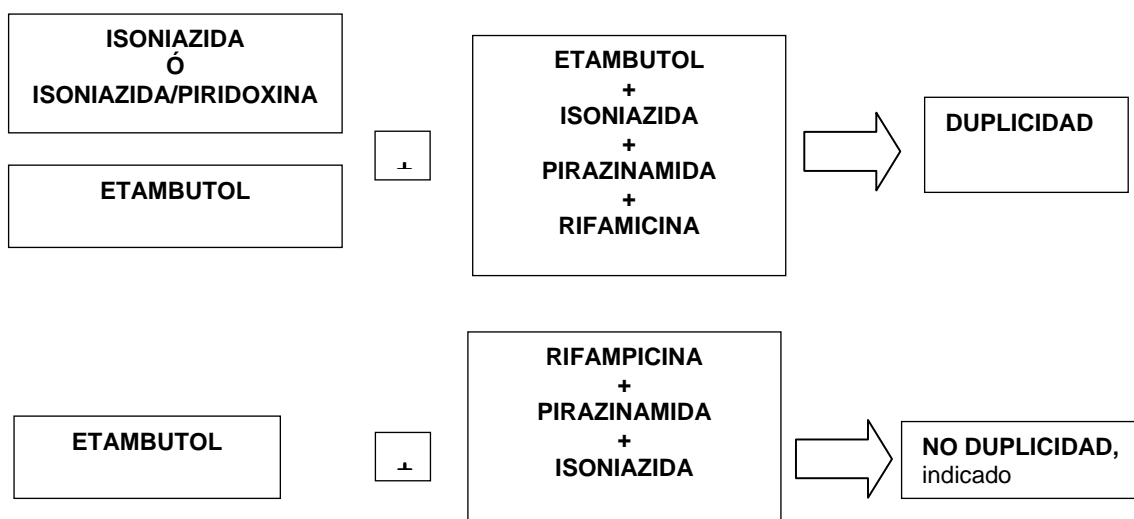 ISONIAZIDA
Ó
ISONIAZIDA/PIRIDOXINA
ETAMBUTOL
ETAMBUTOL
+
ISONIAZIDA
+
PIRAZINAMIDA
+
RIFAMICINA
DUPLICIDAD
ETAMBUTOL
RIFAMPICINA
+
PIRAZINAMIDA
+
ISONIAZIDA
NO DUPLICIDAD,
indicado